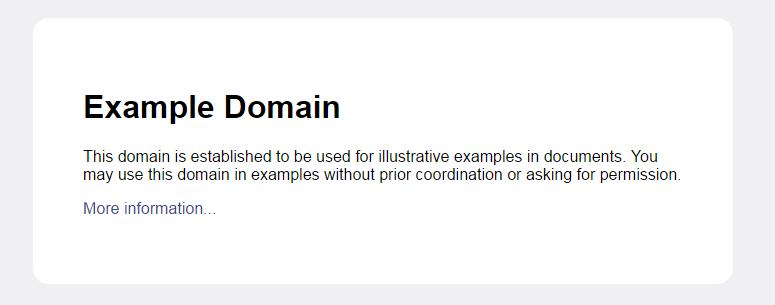 Example Domain
This domain is established to be used for illustrative examples in documents. You
may use this domain in examples without prior coordination or asking for permission.
More information...